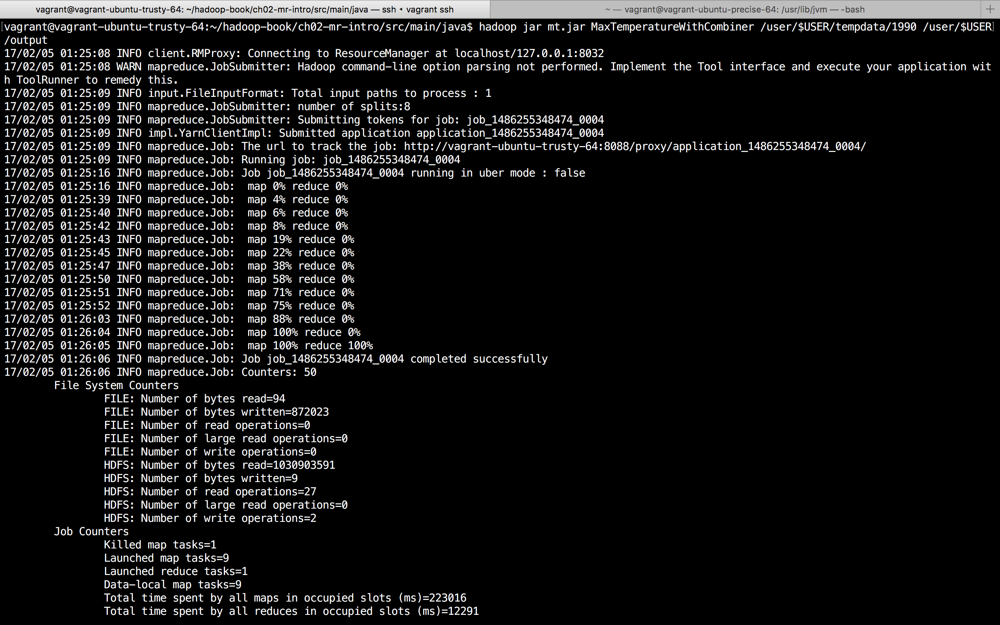 vagrant@vagrant-ubuntu-trusty-64: ~/hadoop-book/ch02-mr-intro/src/main/java — ssh ◂ vagrant ssh
~ — vagrant@vagrant-ubuntu-precise-64: /usr/lib/jvm — -bash
+
[vagrant@vagrant-ubuntu-trusty-64:~/hadoop-book/ch02-mr-intro/src/main/java$ hadoop jar mt.jar MaxTemperatureWithCombiner /user/$USER/tempdata/1990 /user/$USER]
/output
17/02/05 01:25:08 INFO client.RMProxy: Connecting to ResourceManager at localhost/127.0.0.1:8032
17/02/05 01:25:08 WARN mapreduce.JobSubmitter: Hadoop command-line option parsing not performed. Implement the Tool interface and execute your application wit
h ToolRunner to remedy this.
17/02/05 01:25:09 INFO input.FileInputFormat: Total input paths to process : 1
17/02/05 01:25:09 INFO mapreduce.JobSubmitter: number of splits:8
17/02/05 01:25:09 INFO mapreduce.JobSubmitter: Submitting tokens for job: job_1486255348474_0004
17/02/05 01:25:09 INFO impl.YarnClientImpl: Submitted application application_1486255348474_0004
17/02/05 01:25:09 INFO mapreduce.Job: The url to track the job: http://vagrant-ubuntu-trusty-64:8088/proxy/application_1486255348474_0004/
17/02/05 01:25:09 INFO mapreduce.Job: Running job: job_1486255348474_0004
17/02/05 01:25:16 INFO mapreduce.Job: Job job_1486255348474_0004 running in uber mode : false
17/02/05 01:25:16 INFO mapreduce.Job:  map 0% reduce 0%
17/02/05 01:25:39 INFO mapreduce.Job:  map 4% reduce 0%
17/02/05 01:25:40 INFO mapreduce.Job:  map 6% reduce 0%
17/02/05 01:25:42 INFO mapreduce.Job:  map 8% reduce 0%
17/02/05 01:25:43 INFO mapreduce.Job:  map 19% reduce 0%
17/02/05 01:25:45 INFO mapreduce.Job:  map 22% reduce 0%
17/02/05 01:25:47 INFO mapreduce.Job:  map 38% reduce 0%
17/02/05 01:25:50 INFO mapreduce.Job:  map 58% reduce 0%
17/02/05 01:25:51 INFO mapreduce.Job:  map 71% reduce 0%
17/02/05 01:25:52 INFO mapreduce.Job:  map 75% reduce 0%
17/02/05 01:26:03 INFO mapreduce.Job:  map 88% reduce 0%
17/02/05 01:26:04 INFO mapreduce.Job:  map 100% reduce 0%
17/02/05 01:26:05 INFO mapreduce.Job:  map 100% reduce 100%
17/02/05 01:26:06 INFO mapreduce.Job: Job job_1486255348474_0004 completed successfully
17/02/05 01:26:06 INFO mapreduce.Job: Counters: 50
File System Counters
FILE: Number of bytes read=94
FILE: Number of bytes written=872023
FILE: Number of read operations=0
FILE: Number of large read operations=0
FILE: Number of write operations=0
HDFS: Number of bytes read=1030903591
HDFS: Number of bytes written=9
HDFS: Number of read operations=27
HDFS: Number of large read operations=0
HDFS: Number of write operations=2
Job Counters
Killed map tasks=1
Launched map tasks=9
Launched reduce tasks=1
Data-local map tasks=9
Total time spent by all maps in occupied slots (ms)=223016
Total time spent by all reduces in occupied slots (ms)=12291